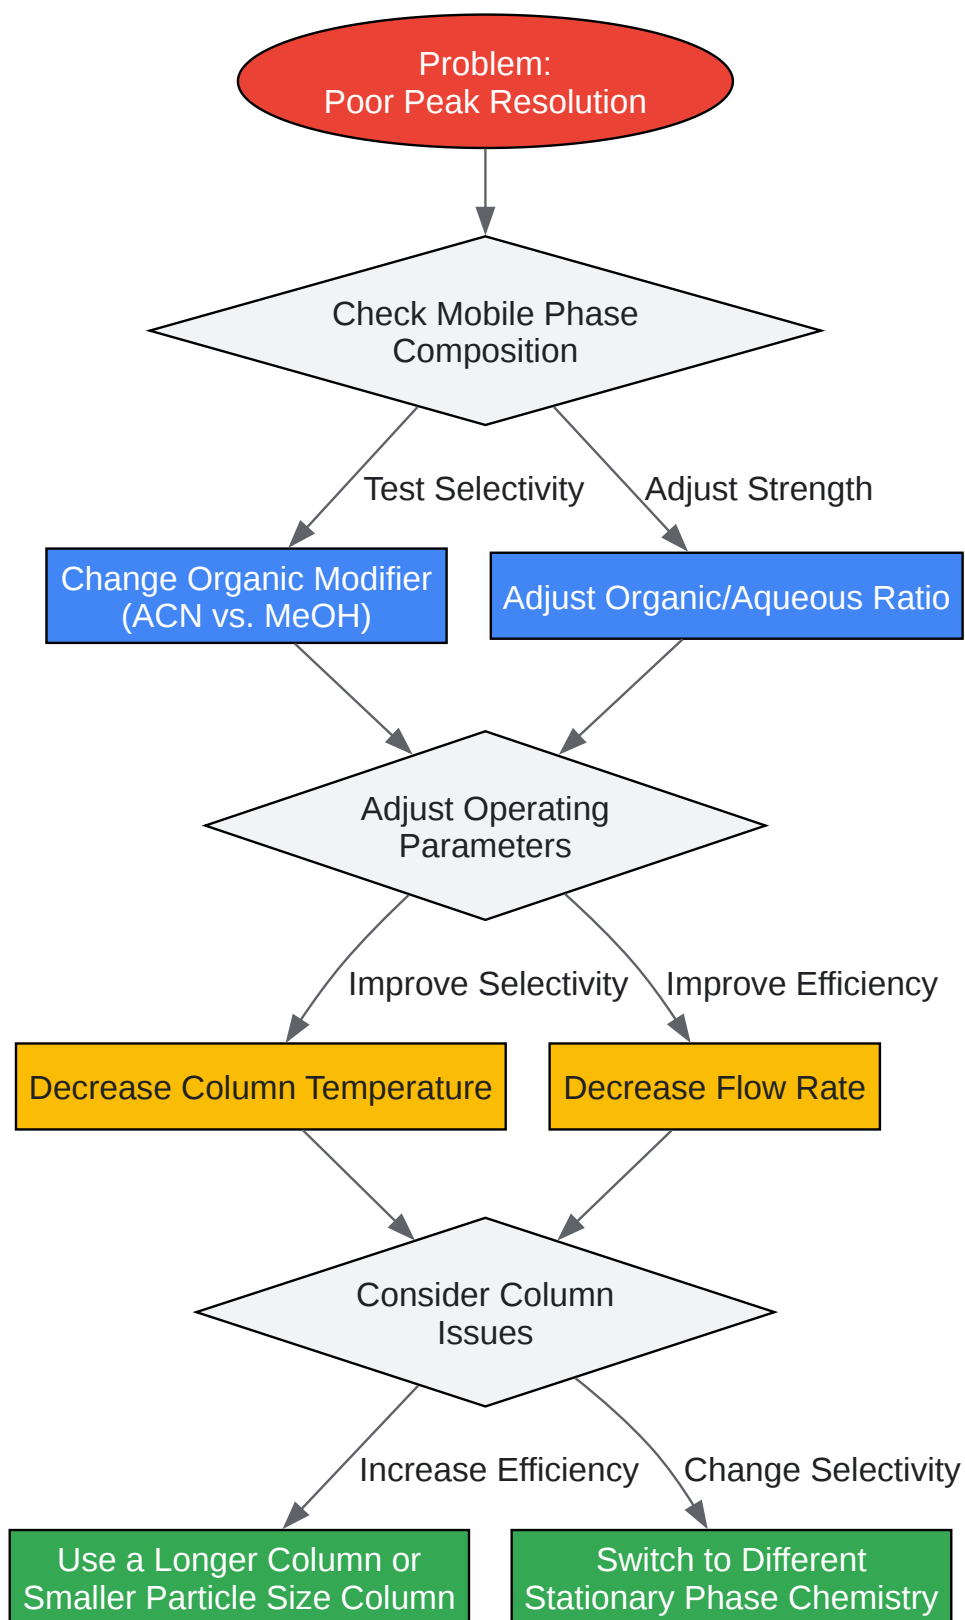 Problem:
Poor Peak Resolution
Check Mobile Phase
Composition
Test Selectivity
Adjust Strength
Change Organic Modifier
(ACN vs. MeOH)
Adjust Organic/Aqueous Ratio
Adjust Operating
Parameters
Improve Selectivity
Improve Efficiency
Decrease Column Temperature
Decrease Flow Rate
Consider Column
Issues
Increase Efficiency
Change Selectivity
Use a Longer Column or
Smaller Particle Size Column
Switch to Different
Stationary Phase Chemistry